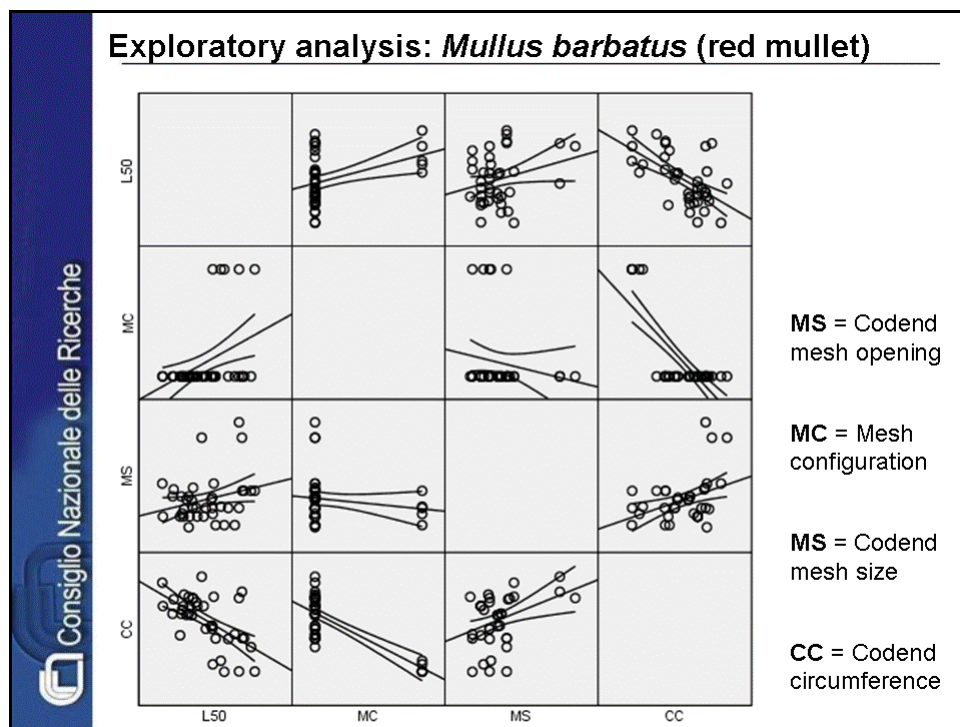 Exploratory analysis: Mullus barbatus (red mullet)
Consiglio Nazionale delle Ricerche
L50
MC
MS
CC
L50
MC
MS
CC
MS = Codend
mesh opening
MC = Mesh
configuration
MS = Codend
mesh size
CC = Codend
circumference